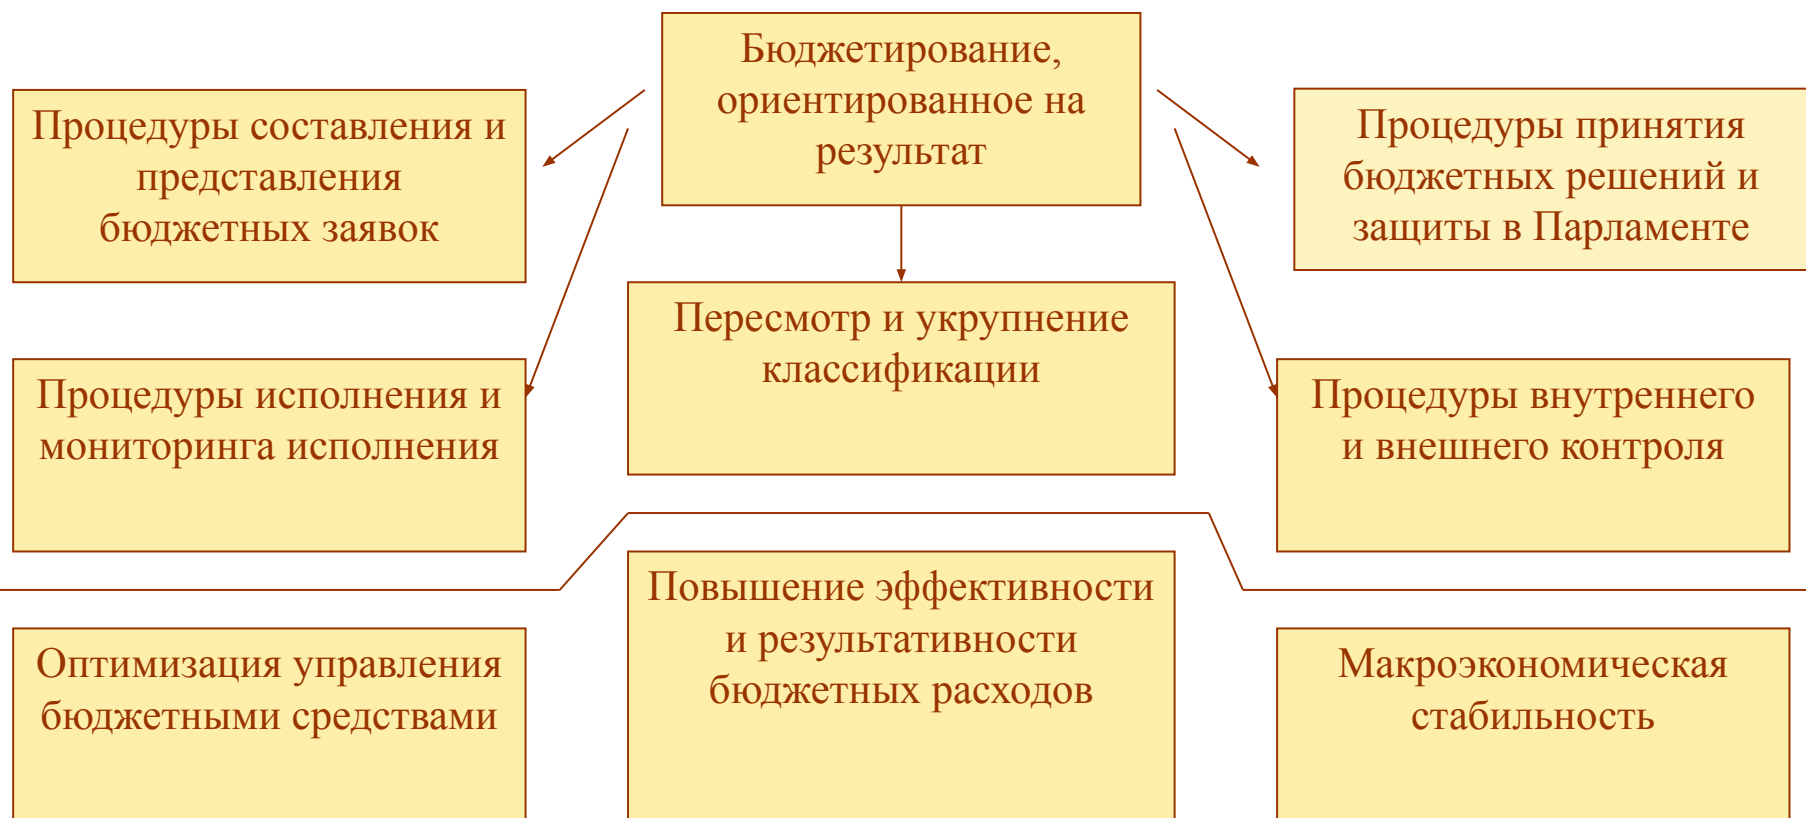 Бюджетирование,
ориентированное на
результат
Процедуры составления и
представления
бюджетных заявок
Процедуры принятия
бюджетных решений и
защиты в Парламенте
Пересмотр и укрупнение
классификации
Процедуры исполнения и
мониторинга исполнения
Процедуры внутреннего
и внешнего контроля
Повышение эффективности
и результативности
бюджетных расходов
Оптимизация управления
бюджетными средствами
Макроэкономическая
стабильность